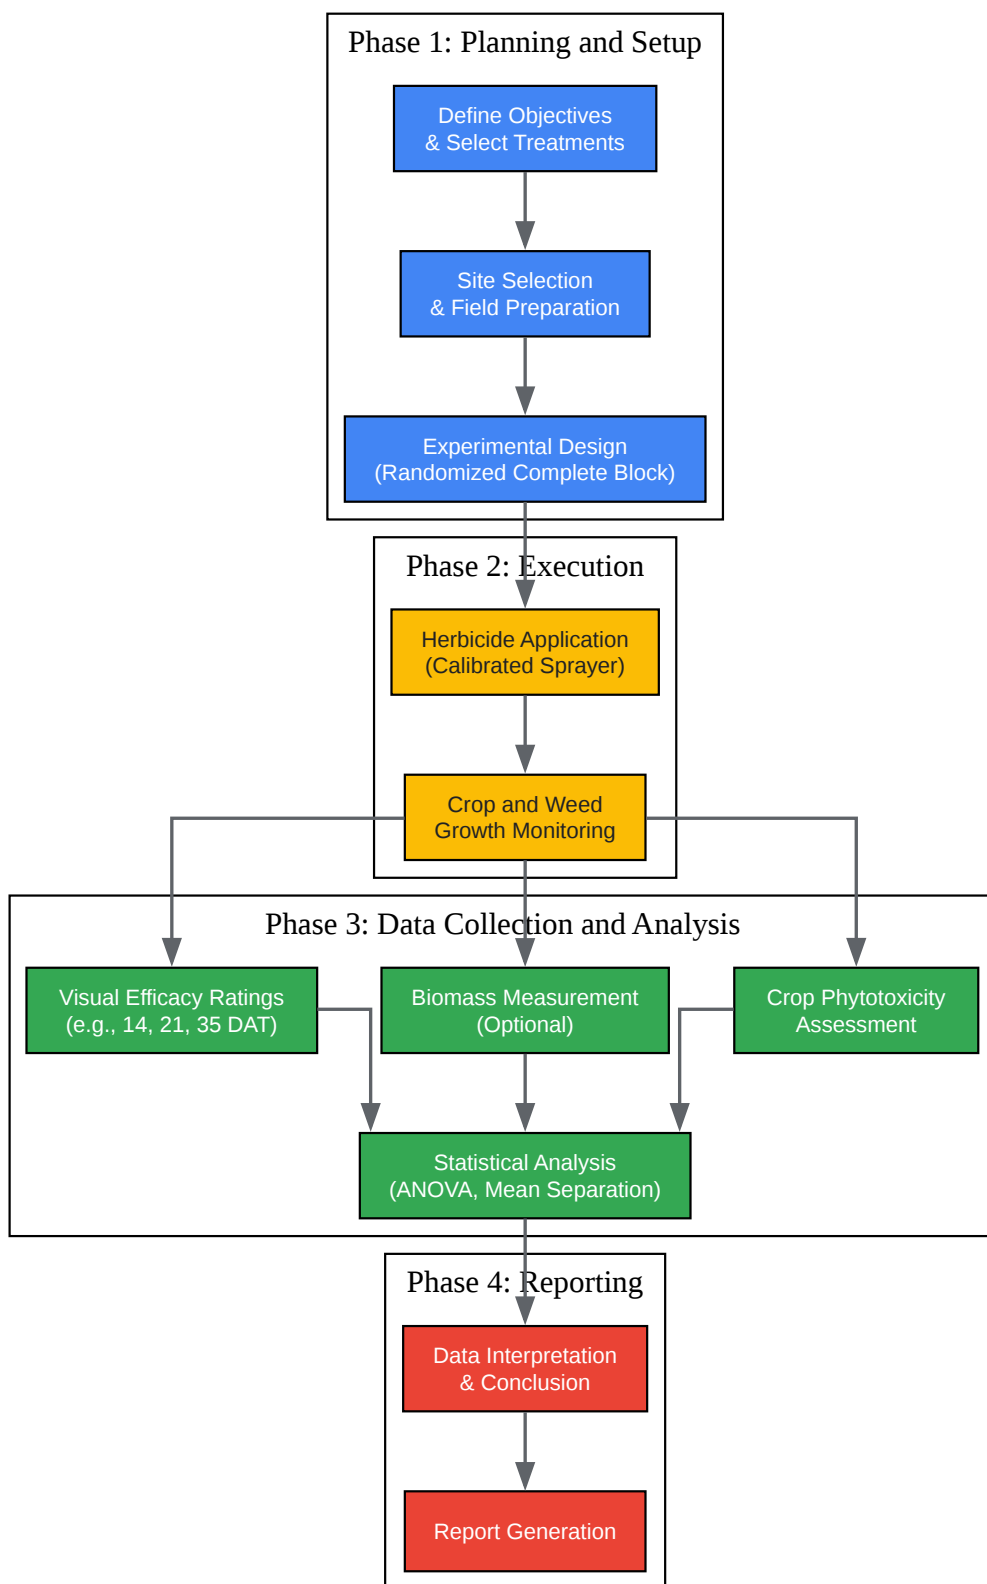 Phase 1: Planning and Setup
Define Objectives
& Select Treatments
Site Selection
& Field Preparation
Experimental Design
(Randomized Complete Block)
Phase 2: Execution
Herbicide Application
(Calibrated Sprayer)
Crop and Weed
Growth Monitoring
Phase 3: Data Collection and Analysis
Visual Efficacy Ratings
(e.g., 14, 21, 35 DAT)
Biomass Measurement
(Optional)
Crop Phytotoxicity
Assessment
Statistical Analysis
(ANOVA, Mean Separation)
Phase 4: Reporting
Data Interpretation
& Conclusion
Report Generation